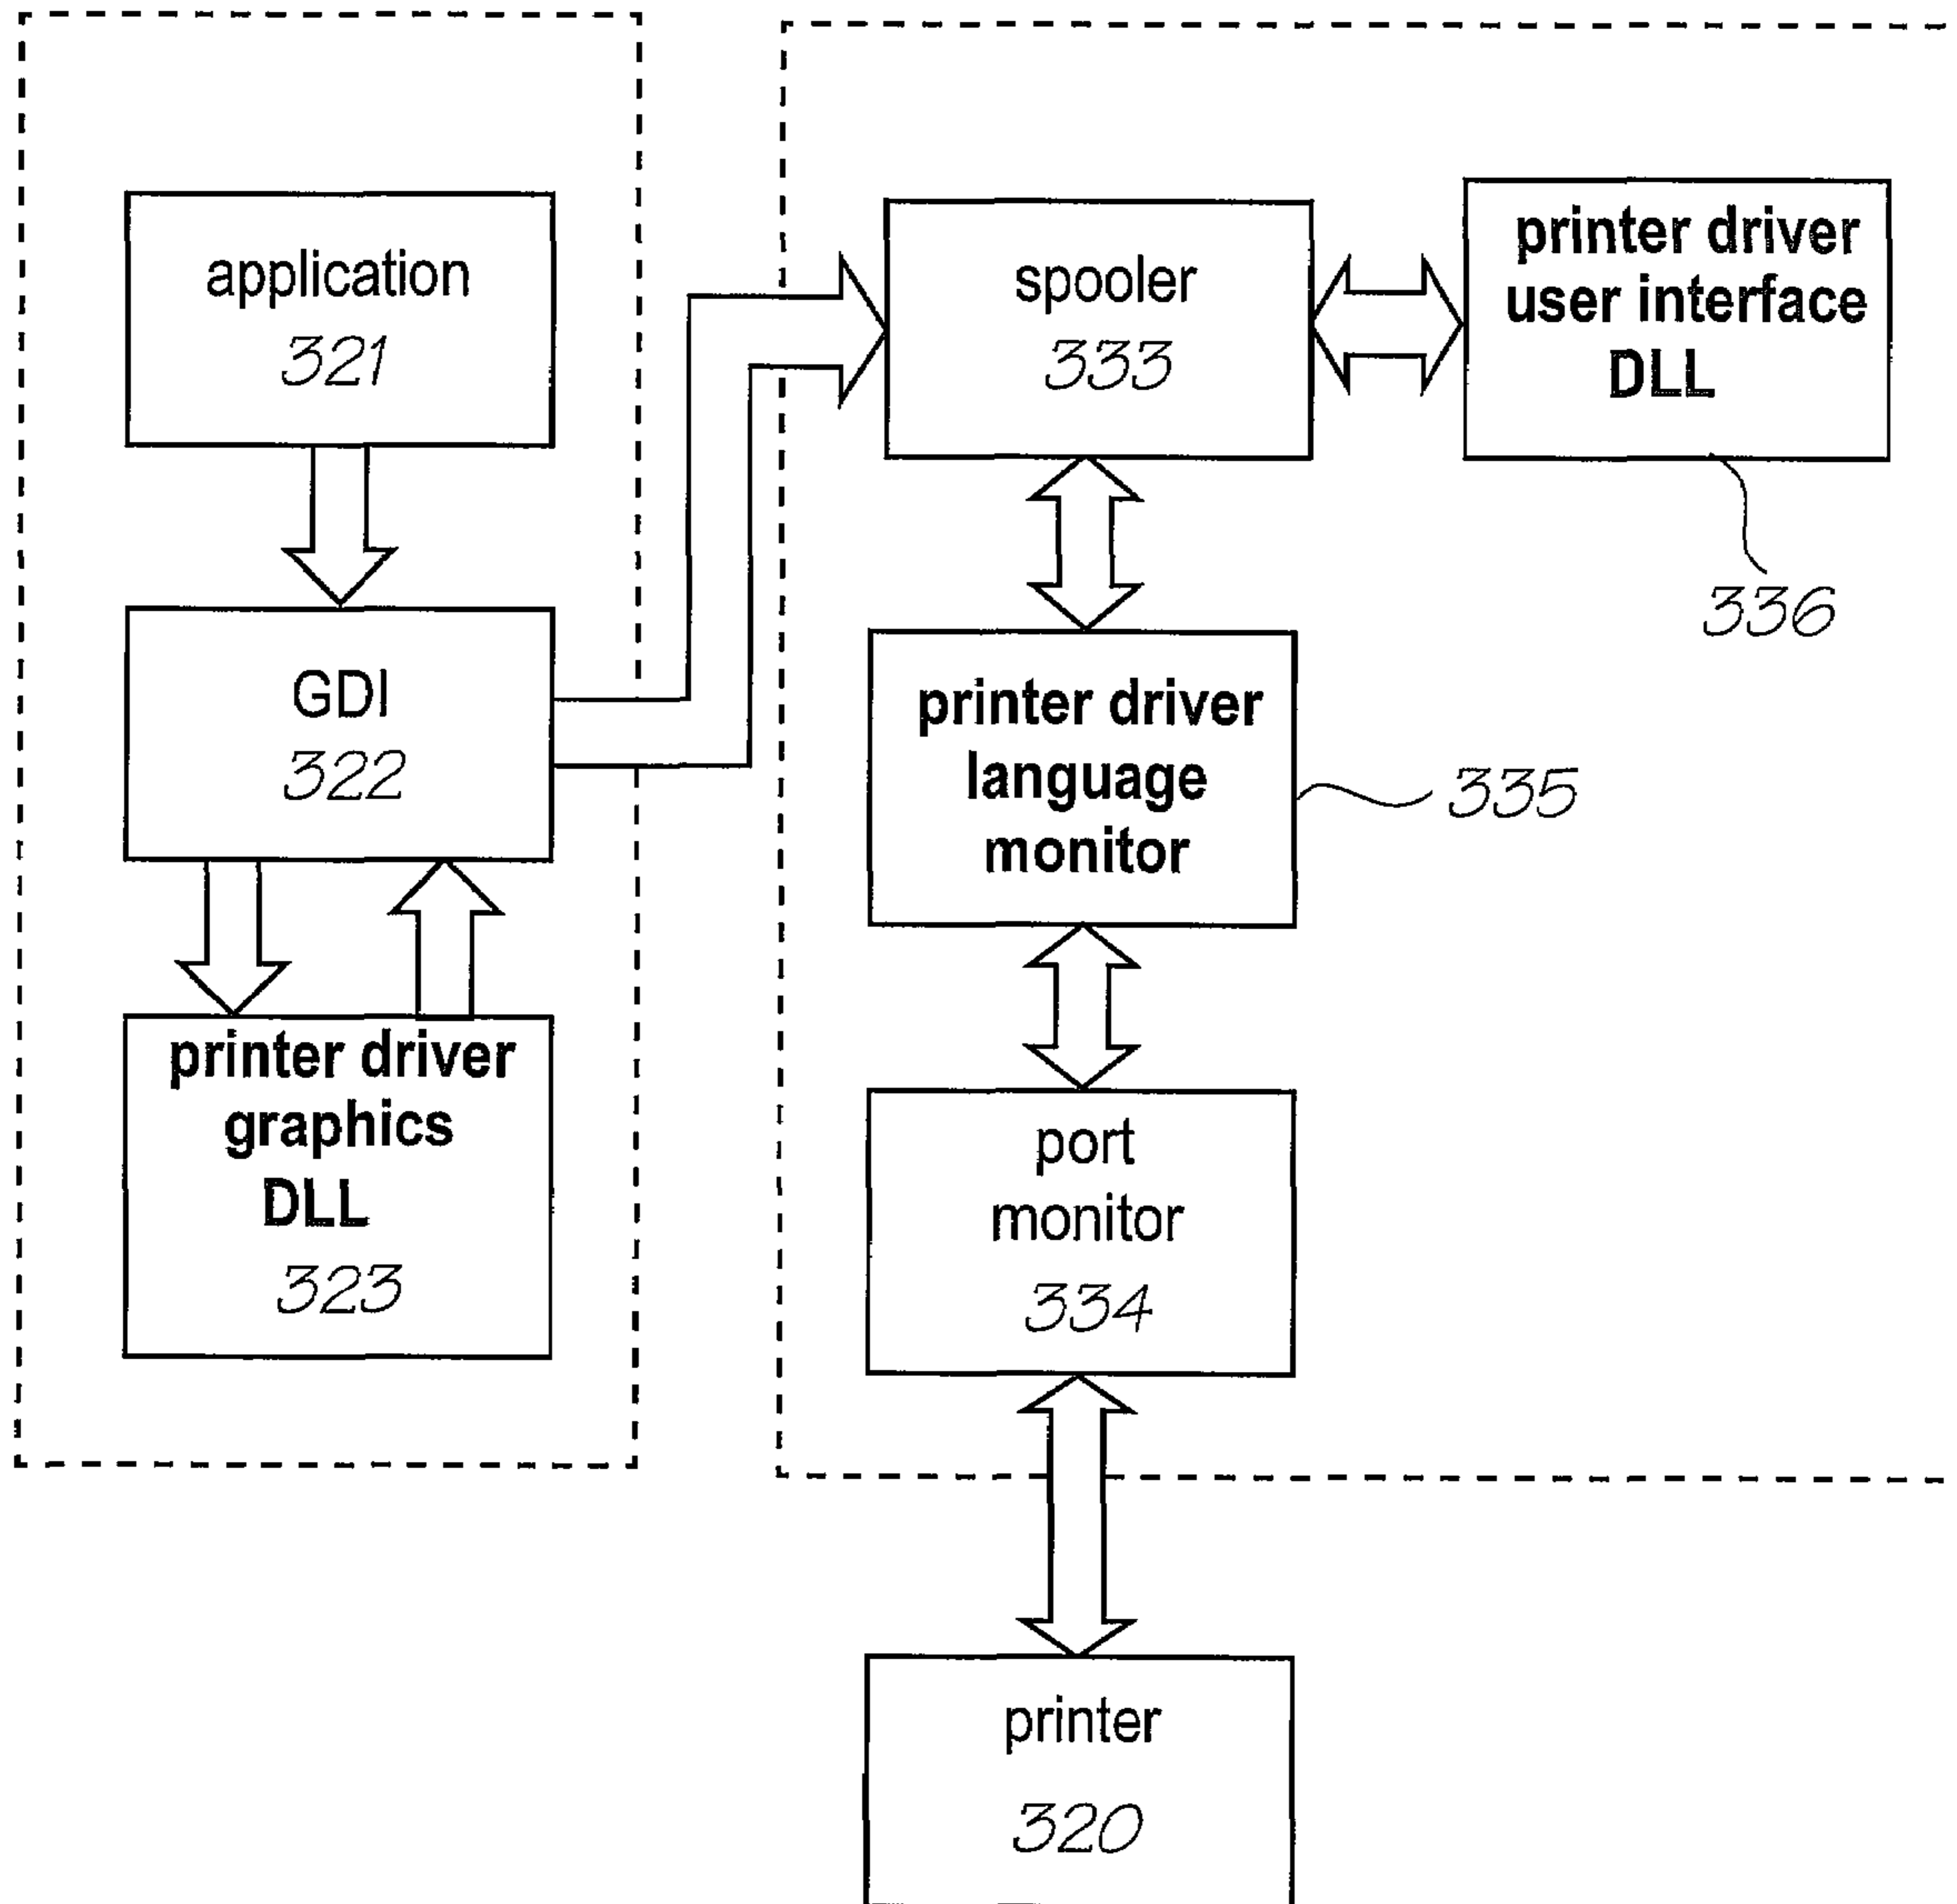 application
321
GDI
322
printer driver
graphics
DLL
323
spooler
333
printer driver
user interface
DLL
336
printer driver
language
monitor
335
port
monitor
334
printer
320